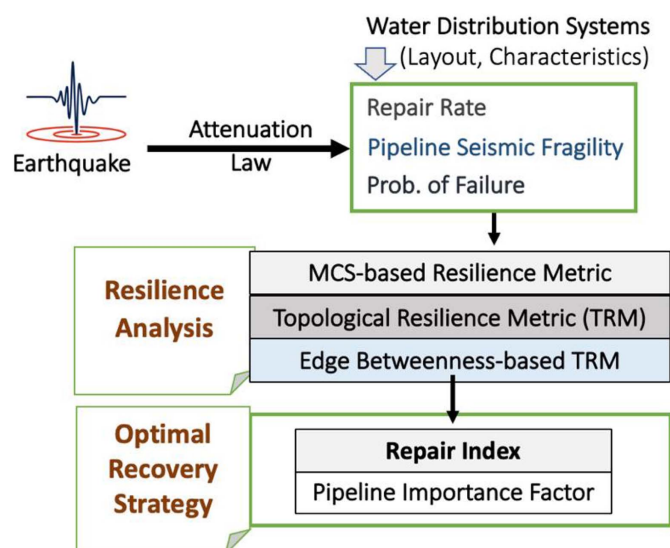 Water Distribution Systems
(Layout, Characteristics)
Earthquake
Attenuation
Law
Repair Rate
Pipeline Seismic Fragility
Prob. of Failure
Resilience
Analysis
MCS-based Resilience Metric
Topological Resilience Metric (TRM)
Edge Betweenness-based TRM
Optimal
Recovery
Strategy
Repair Index
Pipeline Importance Factor